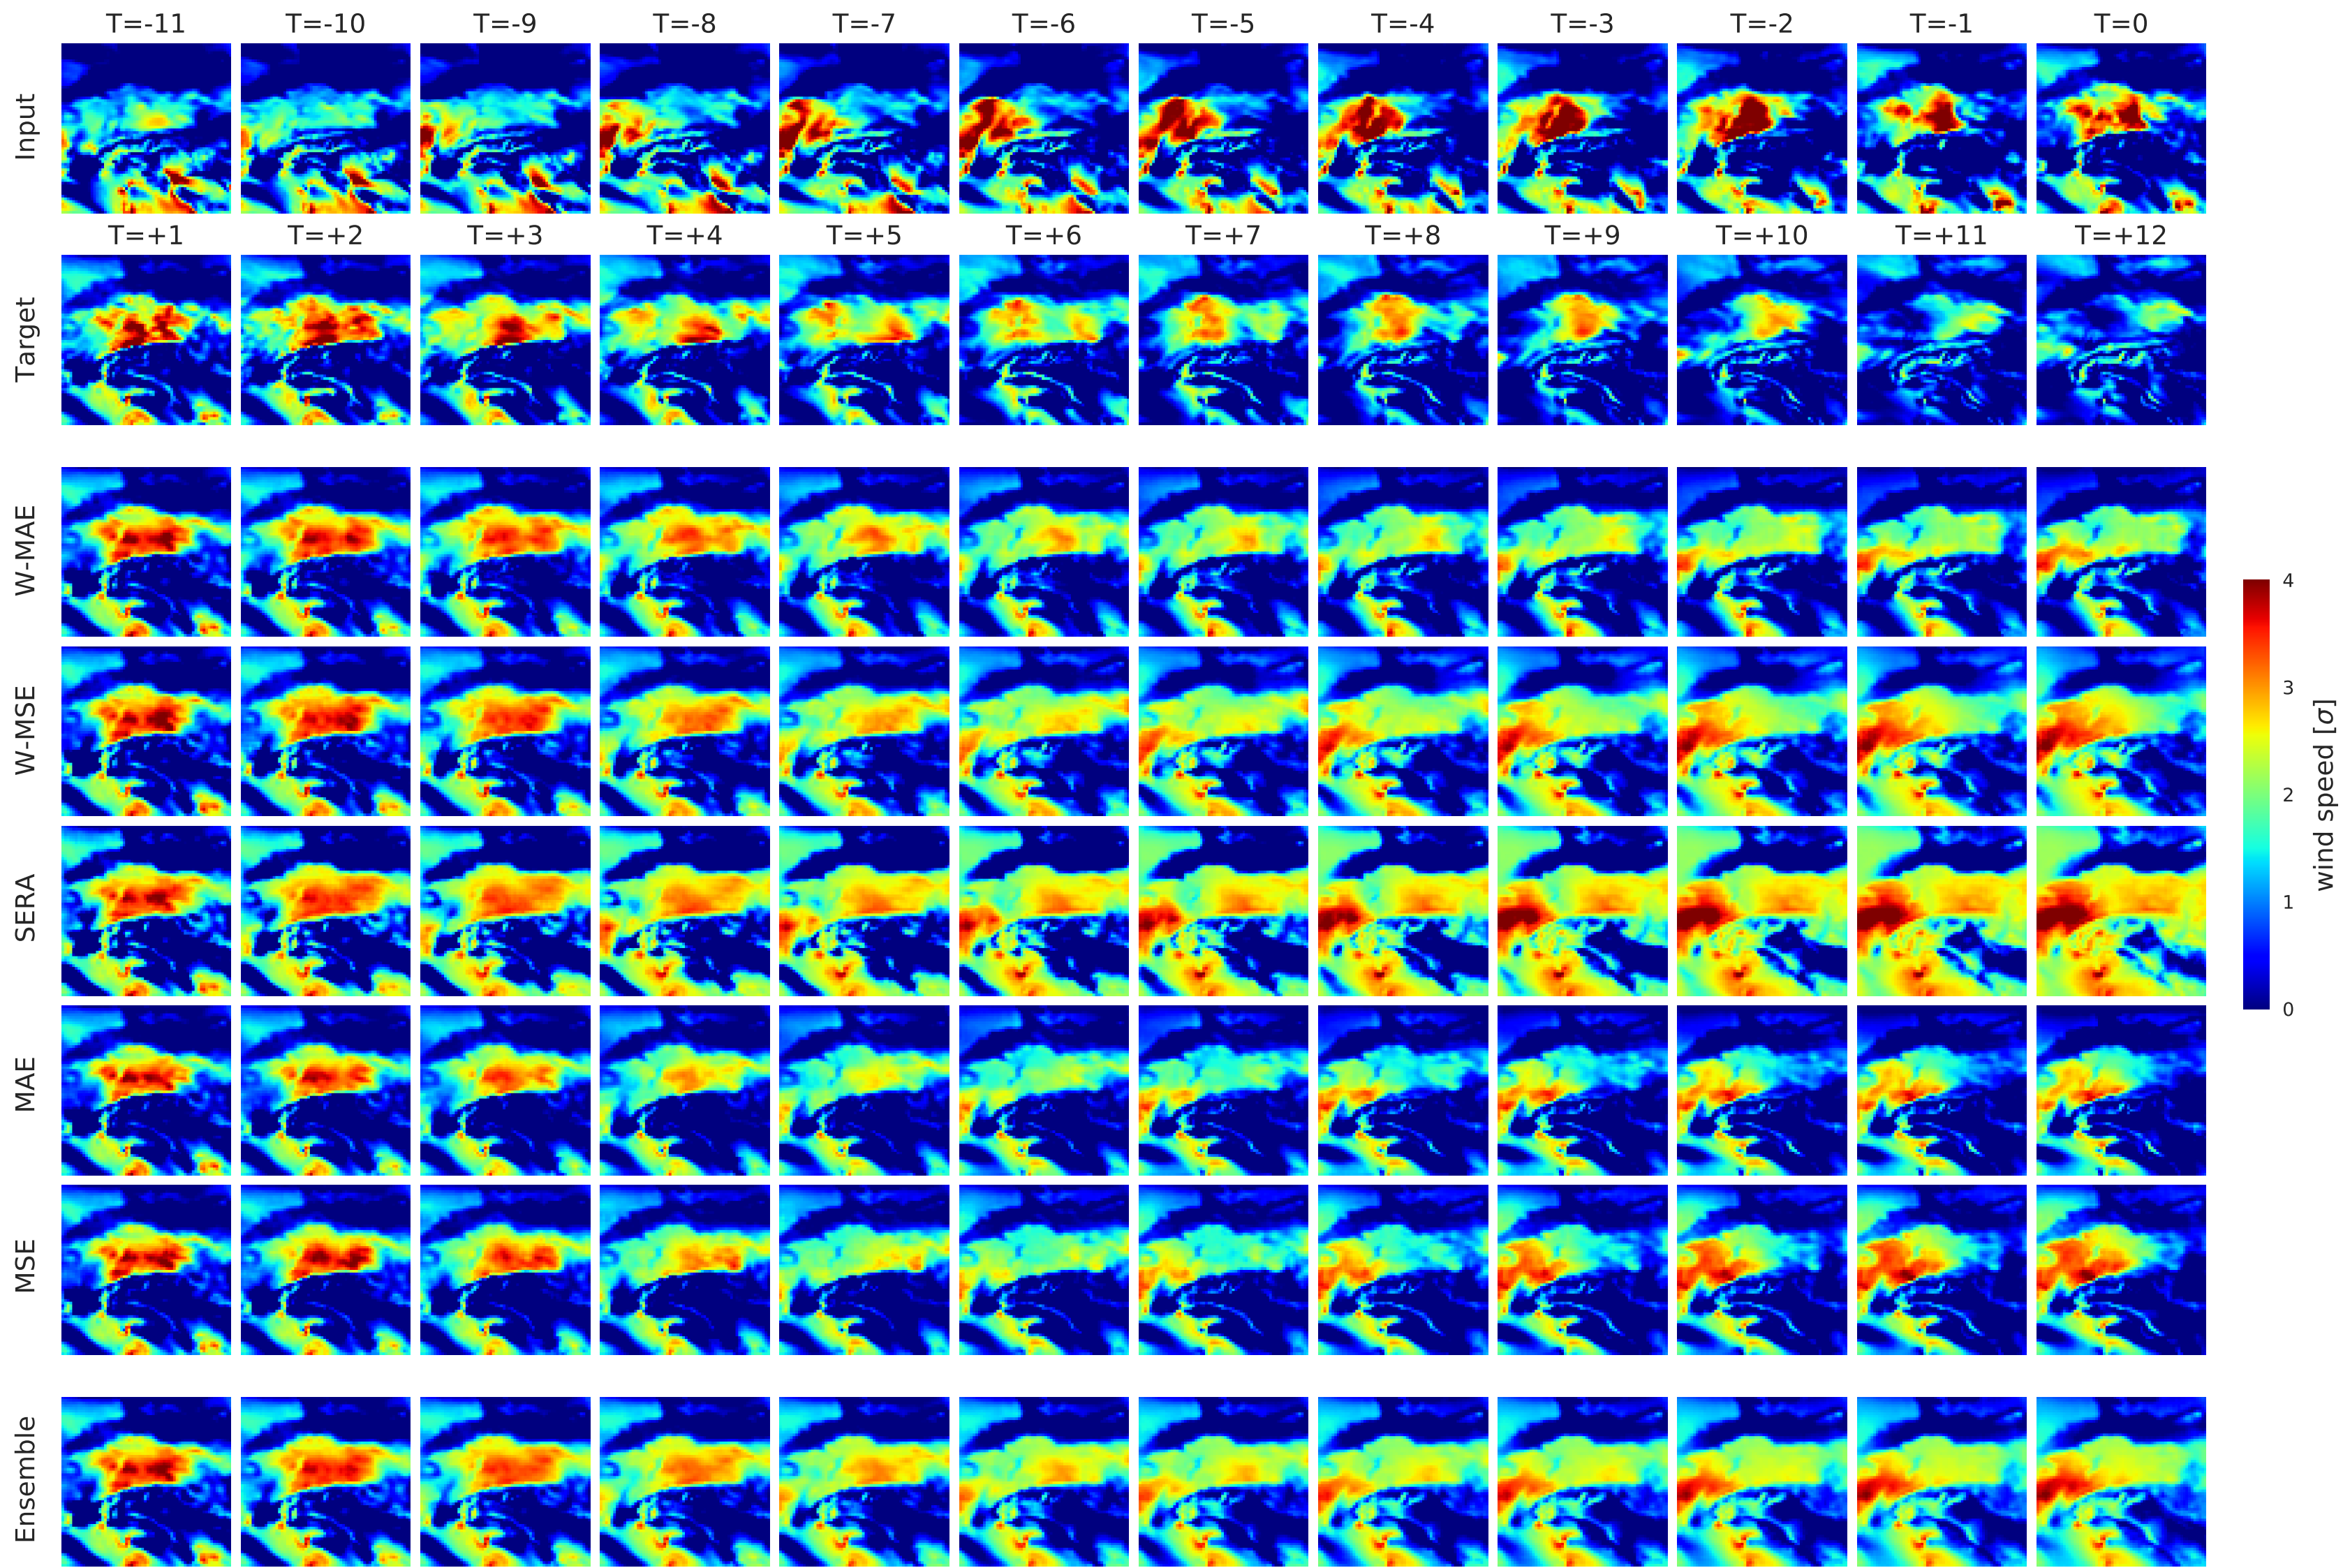 T=-11 T=-10 T=-9 T=-8 T=-7 T=-6 T=-5 T=-4 T=-3 T=-2 T=-1 T=0
Input
T=+1 T=+2 T=+3 T=+4 T=+5 T=+6 T=+7 T=+8 T=+9 T=+10 T=+11 T=+12
Target
W-MAE
W-MSE
SERA
MAE
MSE
Ensemble
4
3
2
1
0
wind speed [σ]